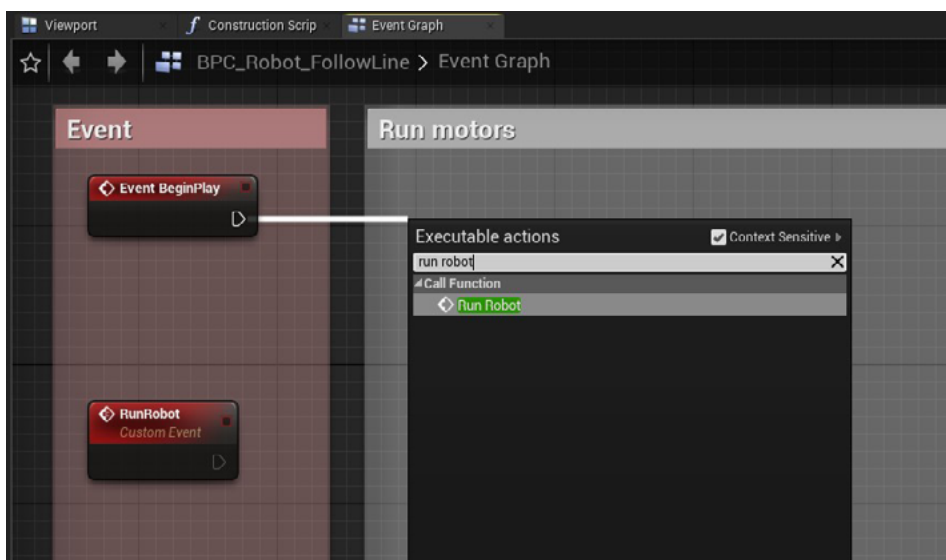 Viewport
Construction Scrip
Event Graph
BPC_Robot_FollowLine > Event Graph
Event
Run motors
Event BeginPlay
Executable actions
Context Sensitive
run robot
Call Function
Run Robot
RunRobot
Custom Event